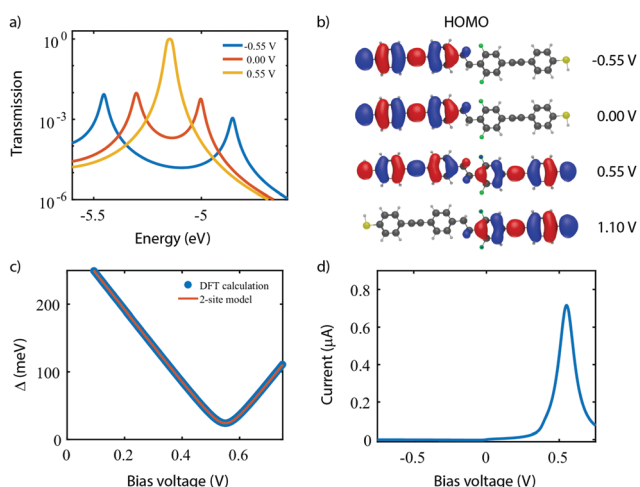 a)
10⁰
10⁻³
10⁻⁶
Transmission
-0.55 V
0.00 V
0.55 V
-5.5
-5
Energy (eV)
b)
HOMO
-0.55 V
0.00 V
0.55 V
1.10 V
c)
200
100
0
Δ (meV)
DFT calculation
2-site model
0
0.2
0.4
0.6
Bias voltage (V)
d)
0.8
0.6
0.4
0.2
0
Current (μA)
-0.5
0
0.5
Bias voltage (V)